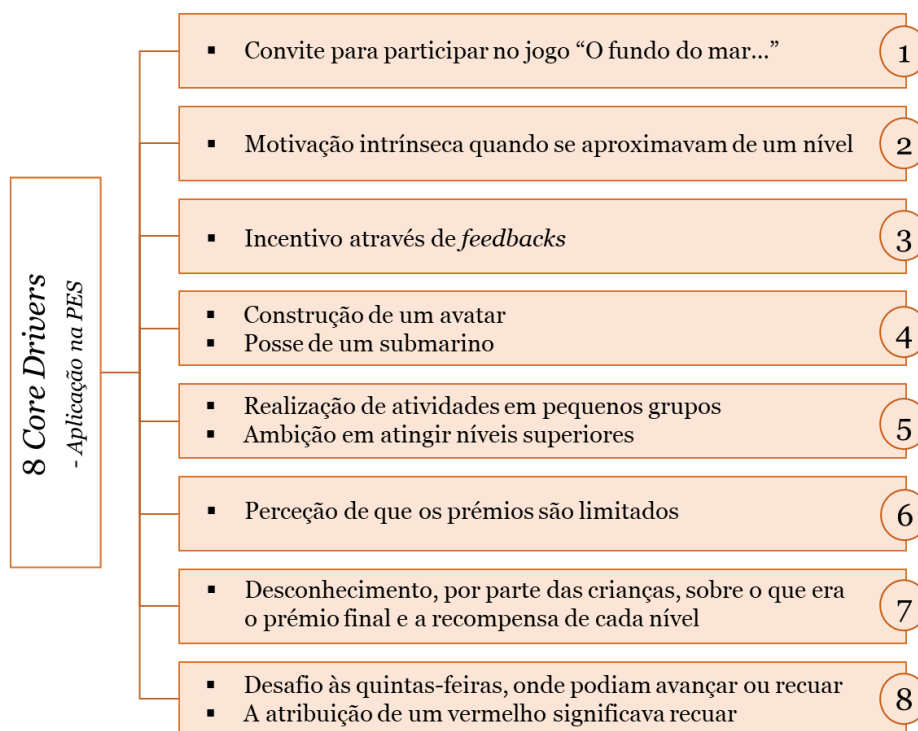 8 Core Drivers
- Aplicação na PES
▪ Convite para participar no jogo “O fundo do mar…”
1
▪ Motivação intrínseca quando se aproximavam de um nível
2
▪ Incentivo através de feedbacks
3
▪ Construção de um avatar
▪ Posse de um submarino
4
▪ Realização de atividades em pequenos grupos
▪ Ambição em atingir níveis superiores
5
▪ Perceção de que os prémios são limitados
6
▪ Desconhecimento, por parte das crianças, sobre o que era
o prémio final e a recompensa de cada nível
7
▪ Desafio às quintas-feiras, onde podiam avançar ou recuar
▪ A atribuição de um vermelho significava recuar
8